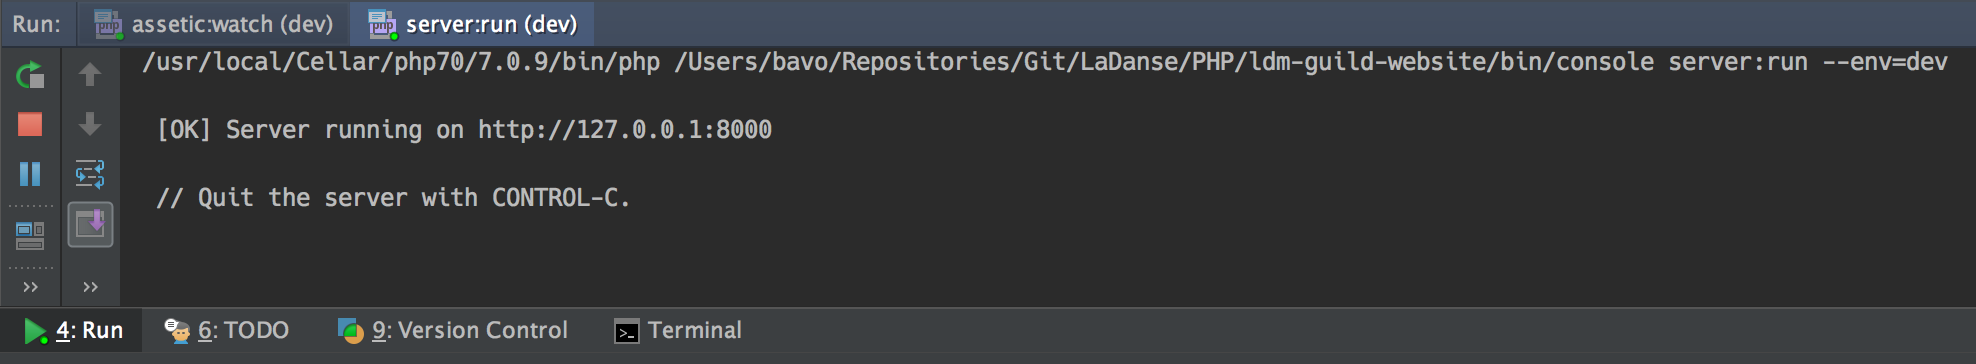 Run: assetic:watch (dev) server:run (dev)
/usr/local/Cellar/php70/7.0.9/bin/php /Users/bavo/Repositories/Git/LaDanse/PHP/ldm-guild-website/bin/console server:run --env=dev
[OK] Server running on http://127.0.0.1:8000
// Quit the server with CONTROL-C.
4: Run 6: TODO 9: Version Control Terminal